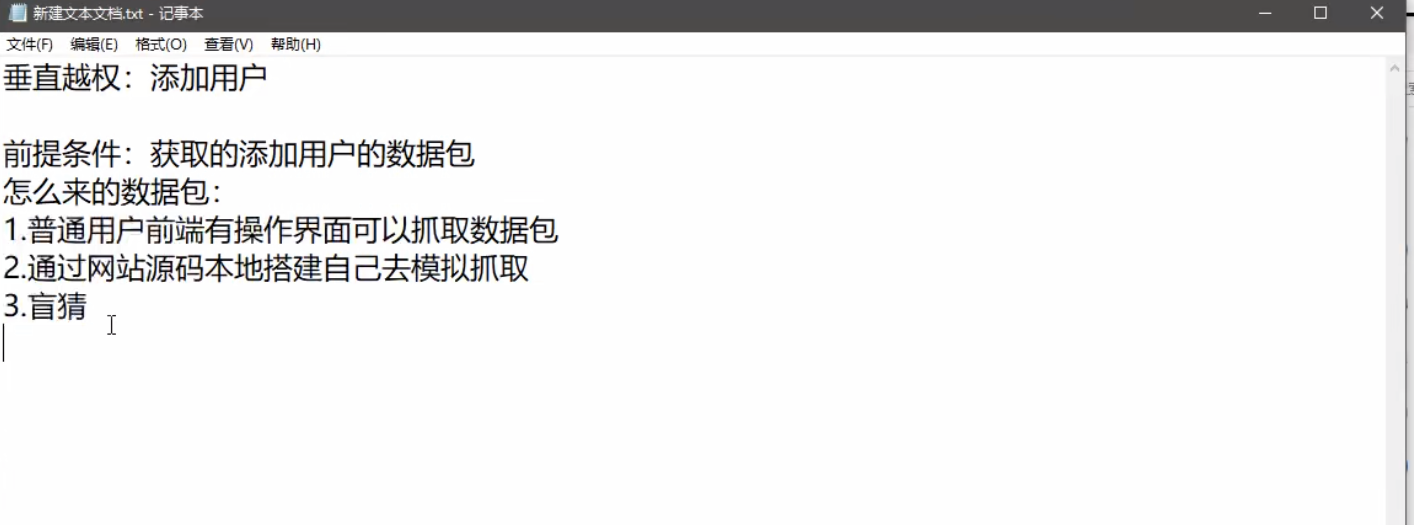 新建文本文档.txt - 记事本
文件(F) 编辑(E) 格式(O) 查看(V) 帮助(H)
垂直越权：添加用户
前提条件：获取的添加用户的数据包
怎么来的数据包：
1.普通用户前端有操作界面可以抓取数据包
2.通过网站源码本地搭建自己去模拟抓取
3.盲猜